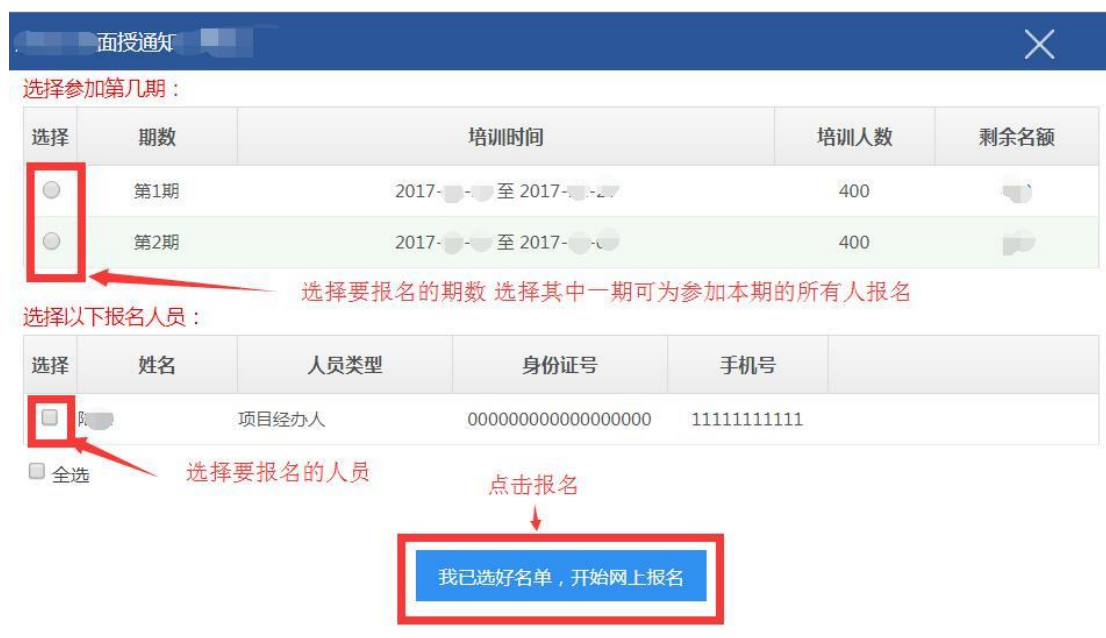 面授通知
选择参加第几期：
选择 期数 培训时间 培训人数 剩余名额
第1期 2017- - 至 2017- - 400
第2期 2017- - 至 2017- - 400
选择要报名的期数 选择其中一期可为参加本期的所有人报名
选择以下报名人员：
选择 姓名 人员类型 身份证号 手机号
项目经办人 000000000000000000 11111111111
全选
选择要报名的人员
点击报名
我已选好名单，开始网上报名